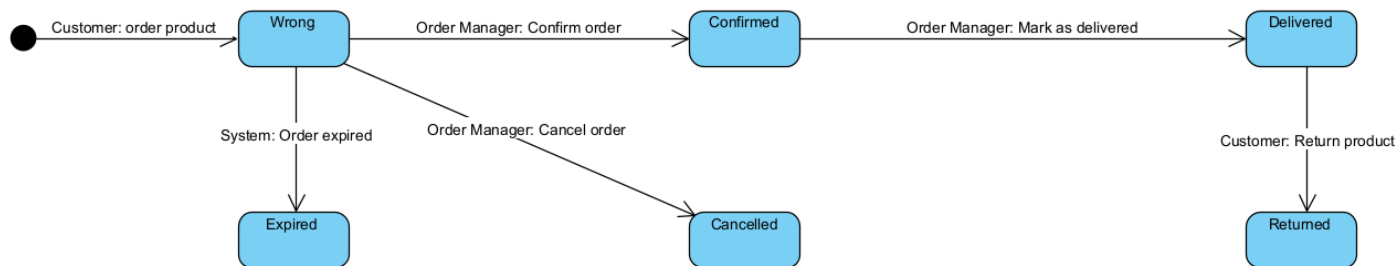 Customer: order product
Wrong
Order Manager: Confirm order
Confirmed
Order Manager: Mark as delivered
Delivered
System: Order expired
Order Manager: Cancel order
Customer: Return product
Expired
Cancelled
Returned